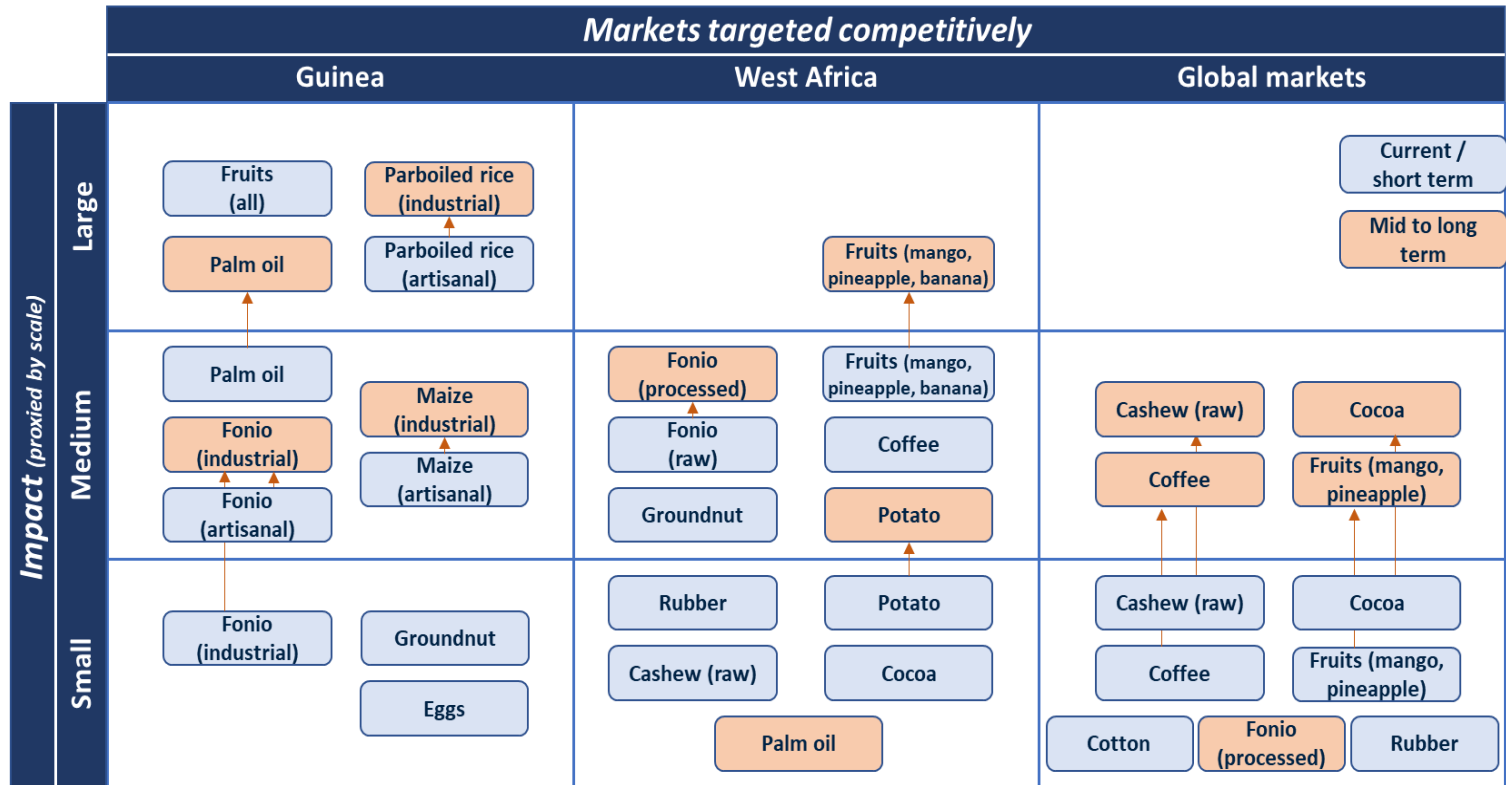 Markets targeted competitively
Guinea
West Africa
Global markets
Impact (proxied by scale)
Large
Fruits
(all)
Parboiled rice
(industrial)
Palm oil
Parboiled rice
(artisanal)
Fruits (mango,
pineapple, banana)
Current /
short term
Mid to long
term
Medium
Palm oil
Maize
(industrial)
Fonio
(industrial)
Maize
(artisanal)
Fonio
(artisanal)
Fonio
(processed)
Fruits (mango,
pineapple, banana)
Fonio
(raw)
Coffee
Groundnut
Potato
Cashew (raw)
Cocoa
Coffee
Fruits (mango,
pineapple)
Small
Fonio
(industrial)
Groundnut
Eggs
Rubber
Potato
Cashew (raw)
Cocoa
Palm oil
Cashew (raw)
Cocoa
Coffee
Fruits (mango,
pineapple)
Cotton
Fonio
(processed)
Rubber